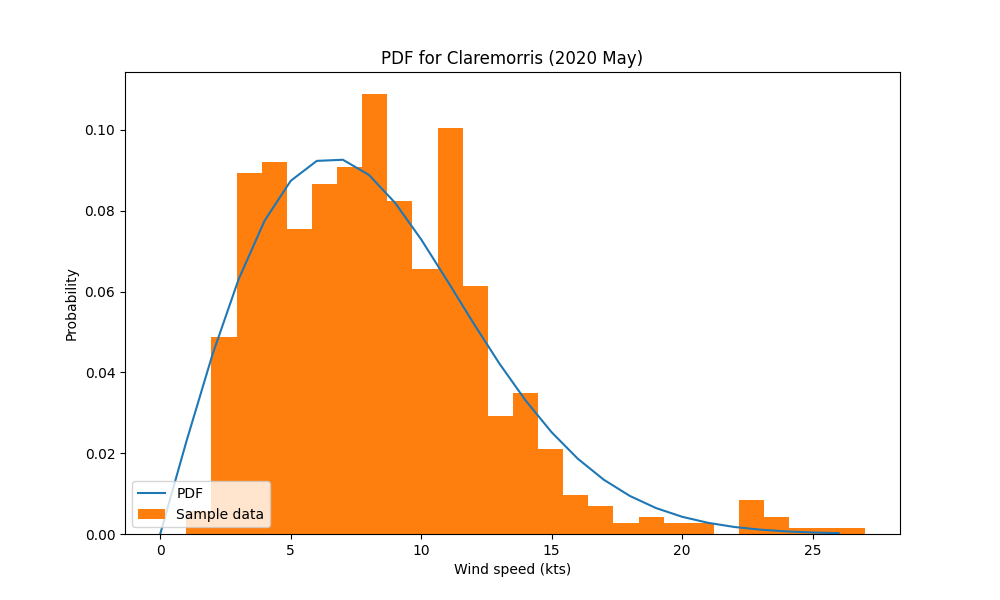 PDF for Claremorris (2020 May)
Probability
0.10
0.08
0.06
0.04
0.02
0.00
PDF
Sample data
0
5
10
15
20
25
Wind speed (kts)